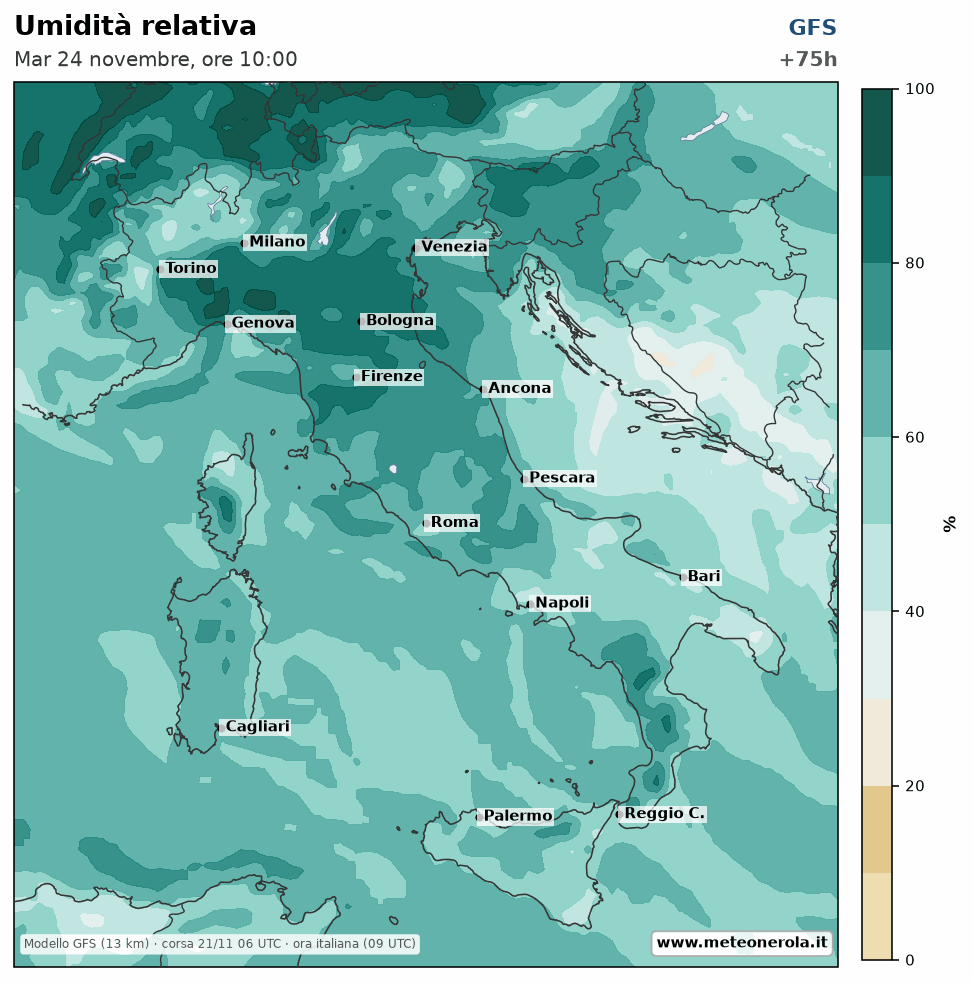 Umidità relativa
GFS
Mar 24 novembre, ore 10:00
+75h
100
80
60
40
20
0
%
Milano
Venezia
Torino
Genova
Bologna
Firenze
Ancona
Pescara
Roma
Bari
Napoli
Cagliari
Palermo
Reggio C.
Modello GFS (13 km) · corsa 21/11 06 UTC · ora italiana (09 UTC)
www.meteonerola.it